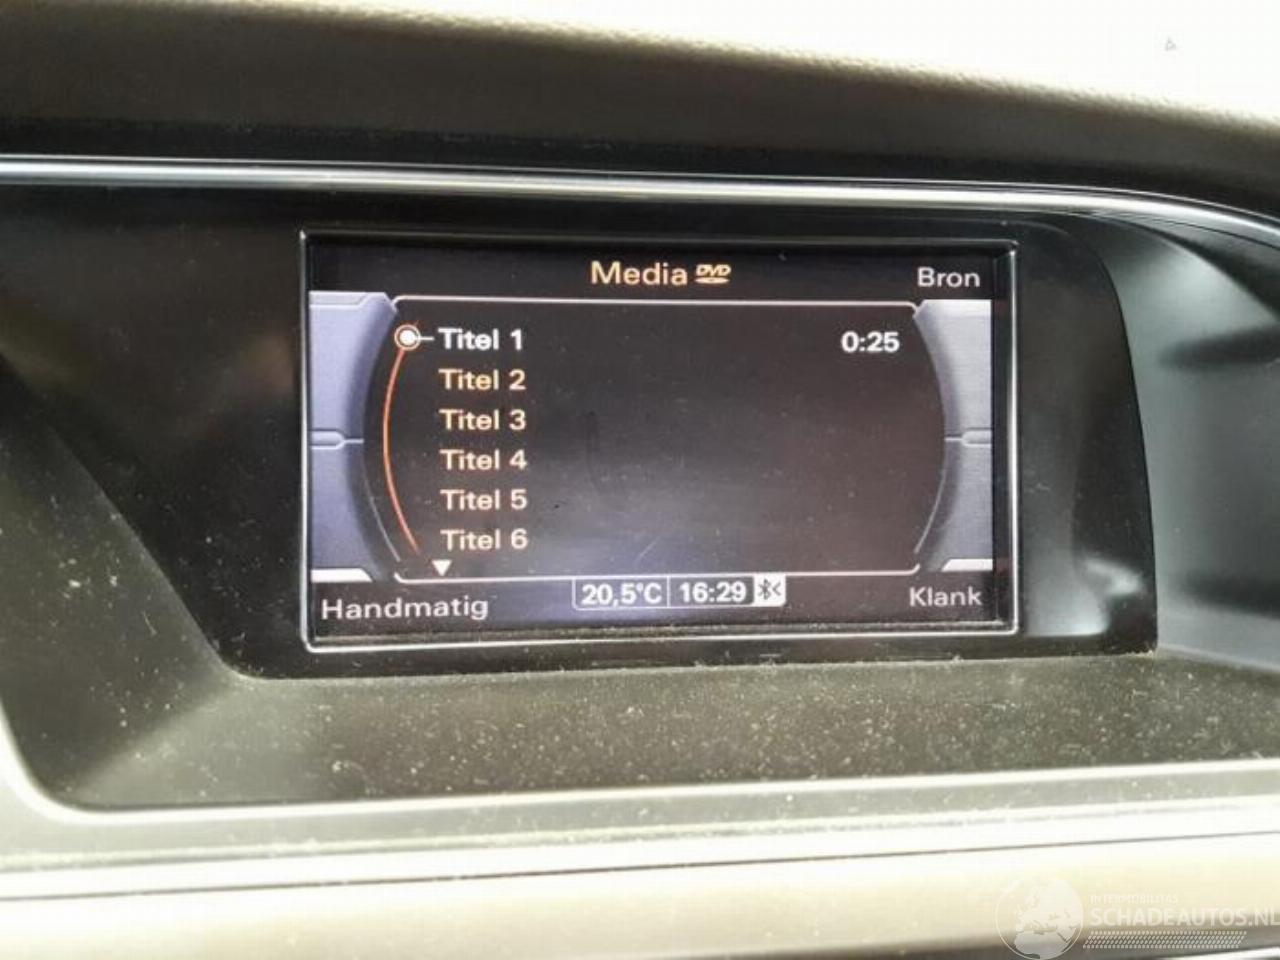 Media DVD
Bron
Titel 1 0:25
Titel 2
Titel 3
Titel 4
Titel 5
Titel 6
Handmatig
20,5°C 16:29
Klank
INTERMOBILITAS
SCHADEAUTOS.NL